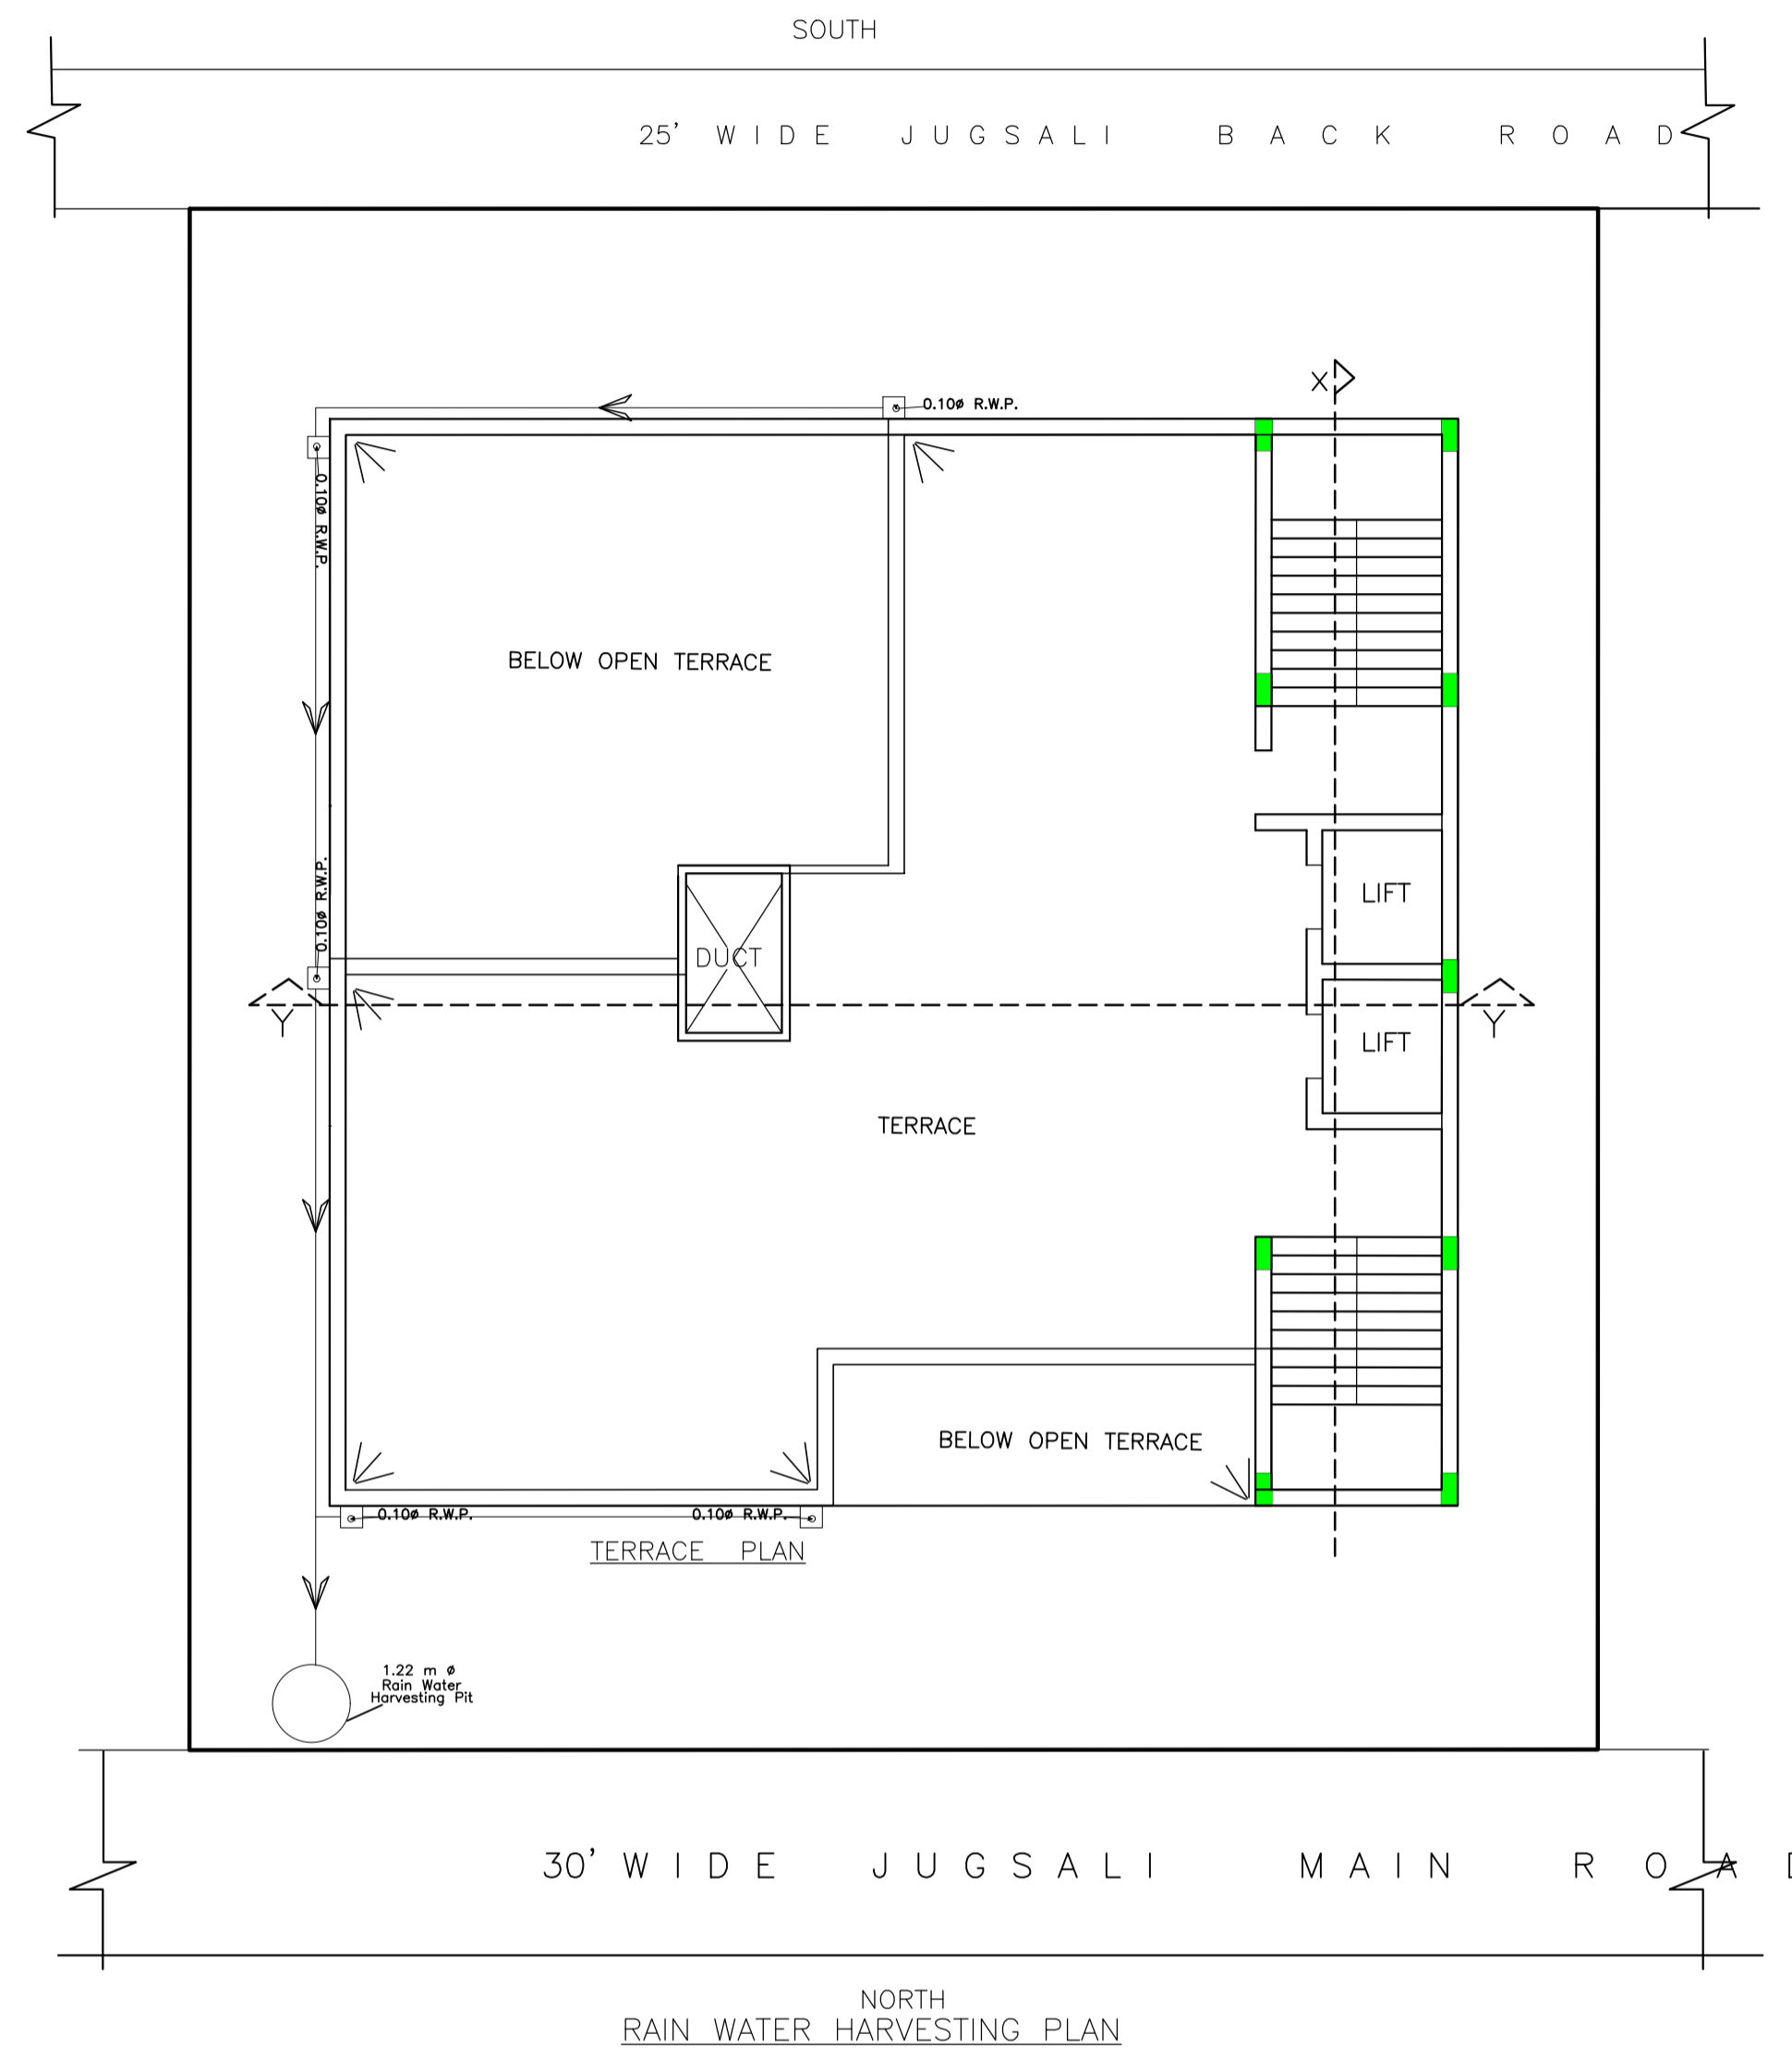 SOUTH
25' WIDE JUGSALI BACK ROAD
X
0.10ø R.W.P.
0.10ø R.W.P.
BELOW OPEN TERRACE
0.10ø R.W.P.
LIFT
DUCT
Y
Y
LIFT
TERRACE
BELOW OPEN TERRACE
0.10ø R.W.P.
0.10ø R.W.P.
TERRACE PLAN
1.22 m ø
Rain Water
Harvesting Pit
30' WIDE JUGSALI MAIN ROAD
NORTH
RAIN WATER HARVESTING PLAN